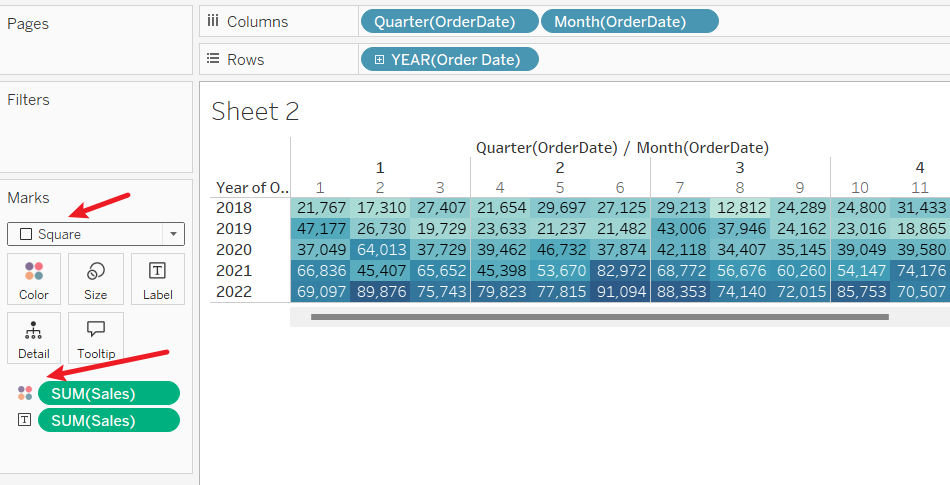 Pages
Columns Quarter(OrderDate) Month(OrderDate)
Rows YEAR(Order Date)
Filters
Sheet 2
Quarter(OrderDate) / Month(OrderDate)
1 2 3 4
Year of O.. 1 2 3 4 5 6 7 8 9 10 11
2018 21,767 17,310 27,407 21,654 29,697 27,125 29,213 12,812 24,289 24,800 31,433
2019 47,177 26,730 19,729 23,633 21,237 21,482 43,006 37,946 24,162 23,016 18,865
2020 37,049 64,013 37,729 39,462 46,732 37,874 42,118 34,407 35,145 39,049 39,580
2021 66,836 45,407 65,652 45,398 53,670 82,972 68,772 56,676 60,260 54,147 74,176
2022 69,097 89,876 75,743 79,823 77,815 91,094 88,353 74,140 72,015 85,753 70,507
Marks
Square
Color Size T Label
Detail Tooltip
SUM(Sales)
T SUM(Sales)